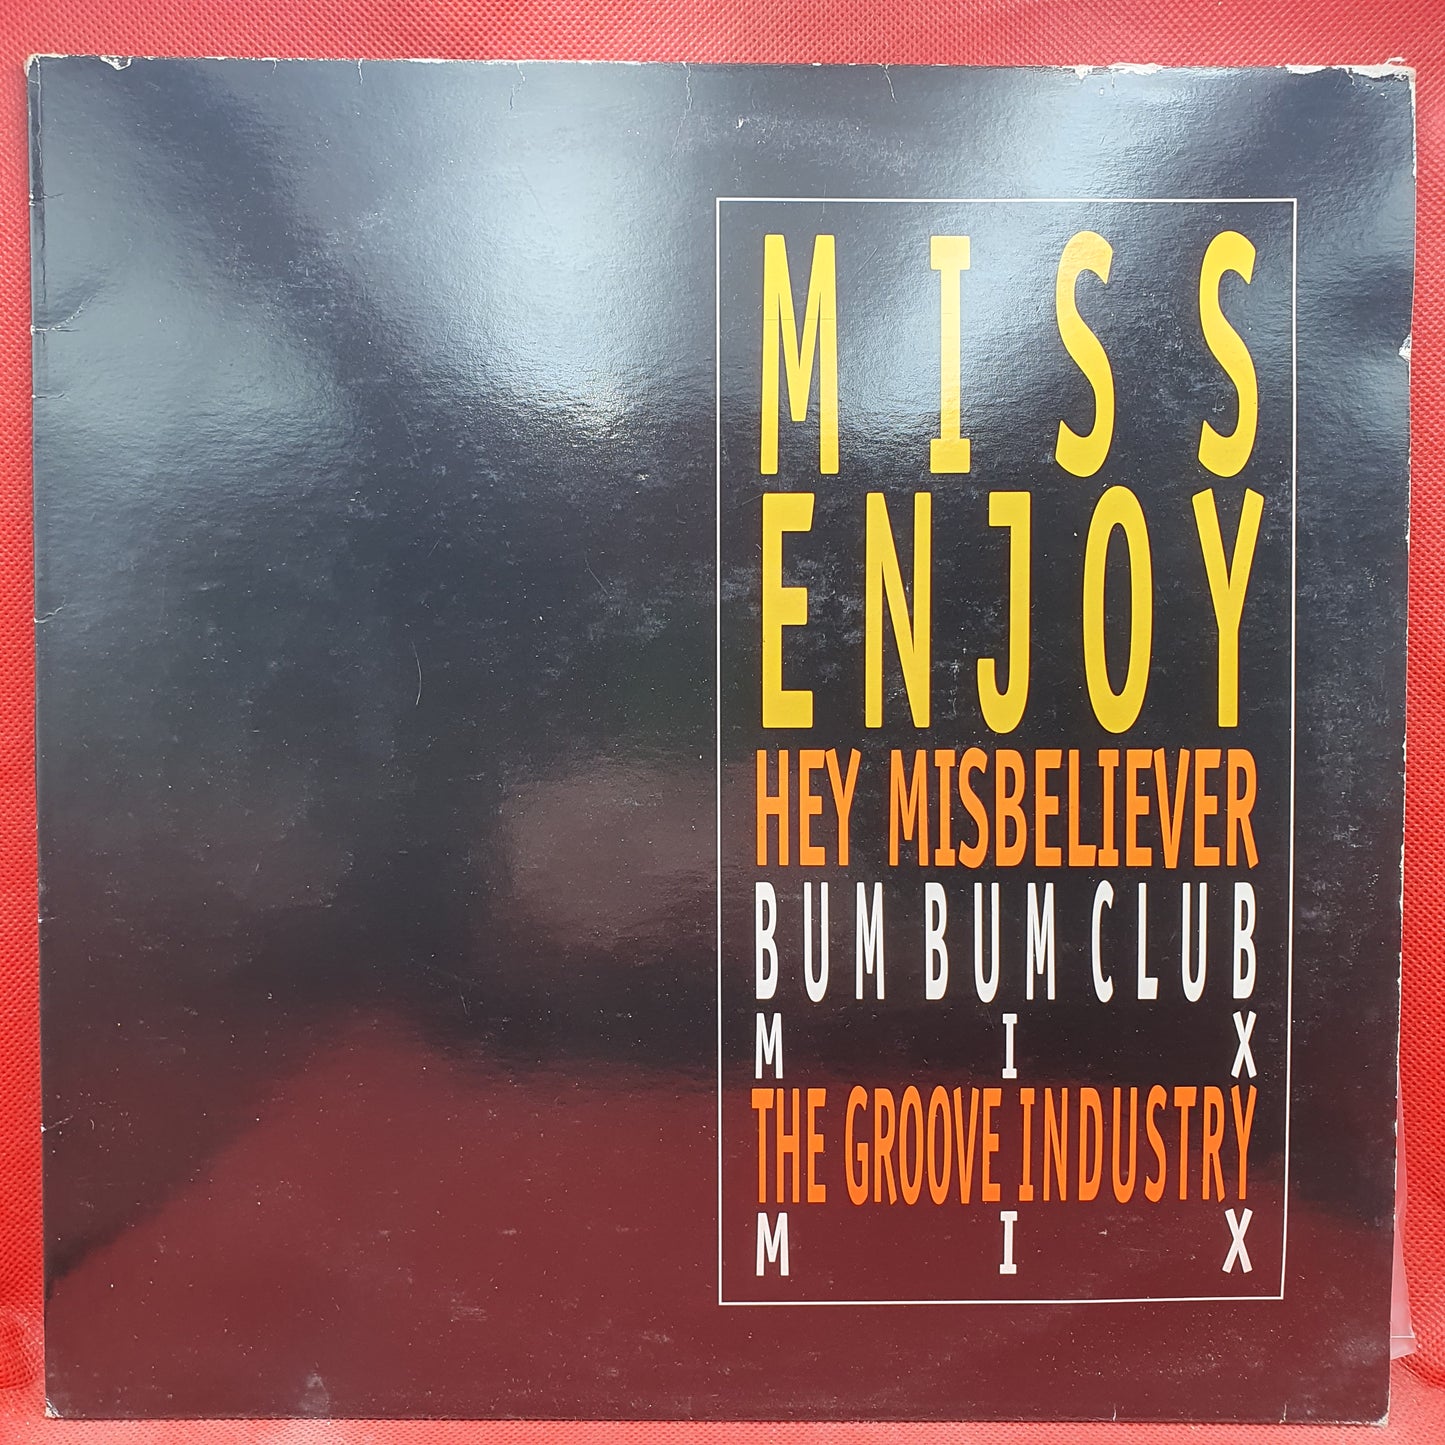 MISS
ENJOY
HEY MISBELIEVER
BUM BUM CLUB
MIX
THE GROOVE INDUSTRY
MIX